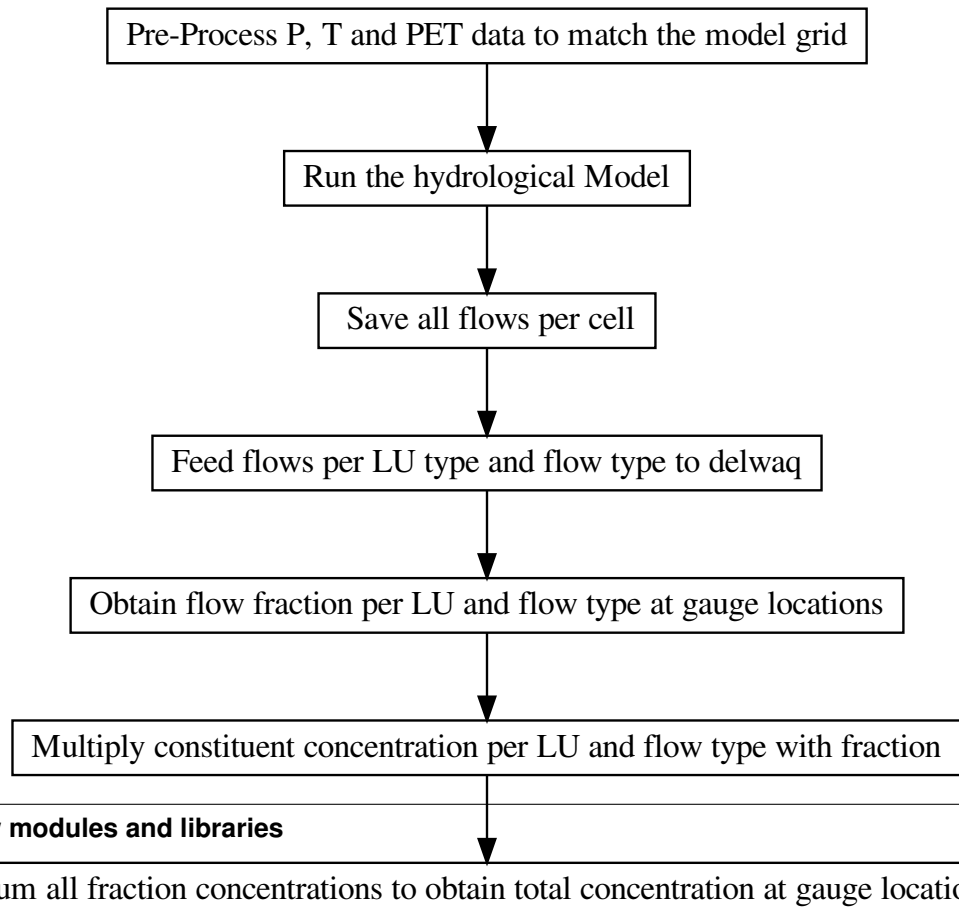 Pre-Process P, T and PET data to match the model grid
Run the hydrological Model
Save all flows per cell
Feed flows per LU type and flow type to delwaq
Obtain flow fraction per LU and flow type at gauge locations
Multiply constituent concentration per LU and flow type with fraction
modules and libraries
all fraction concentrations to obtain total concentration at gauge